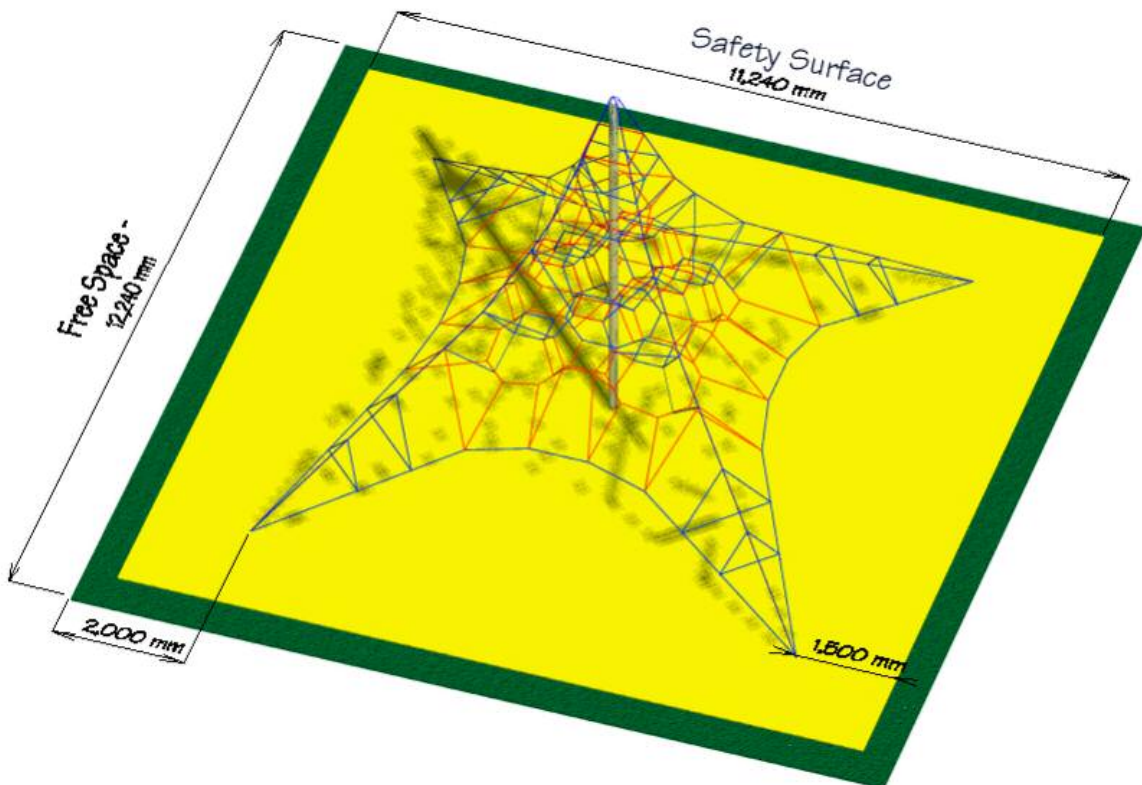 Safety Surface
11,240 mm
Free Space -
12,240 mm
2,000 mm
1,500 mm